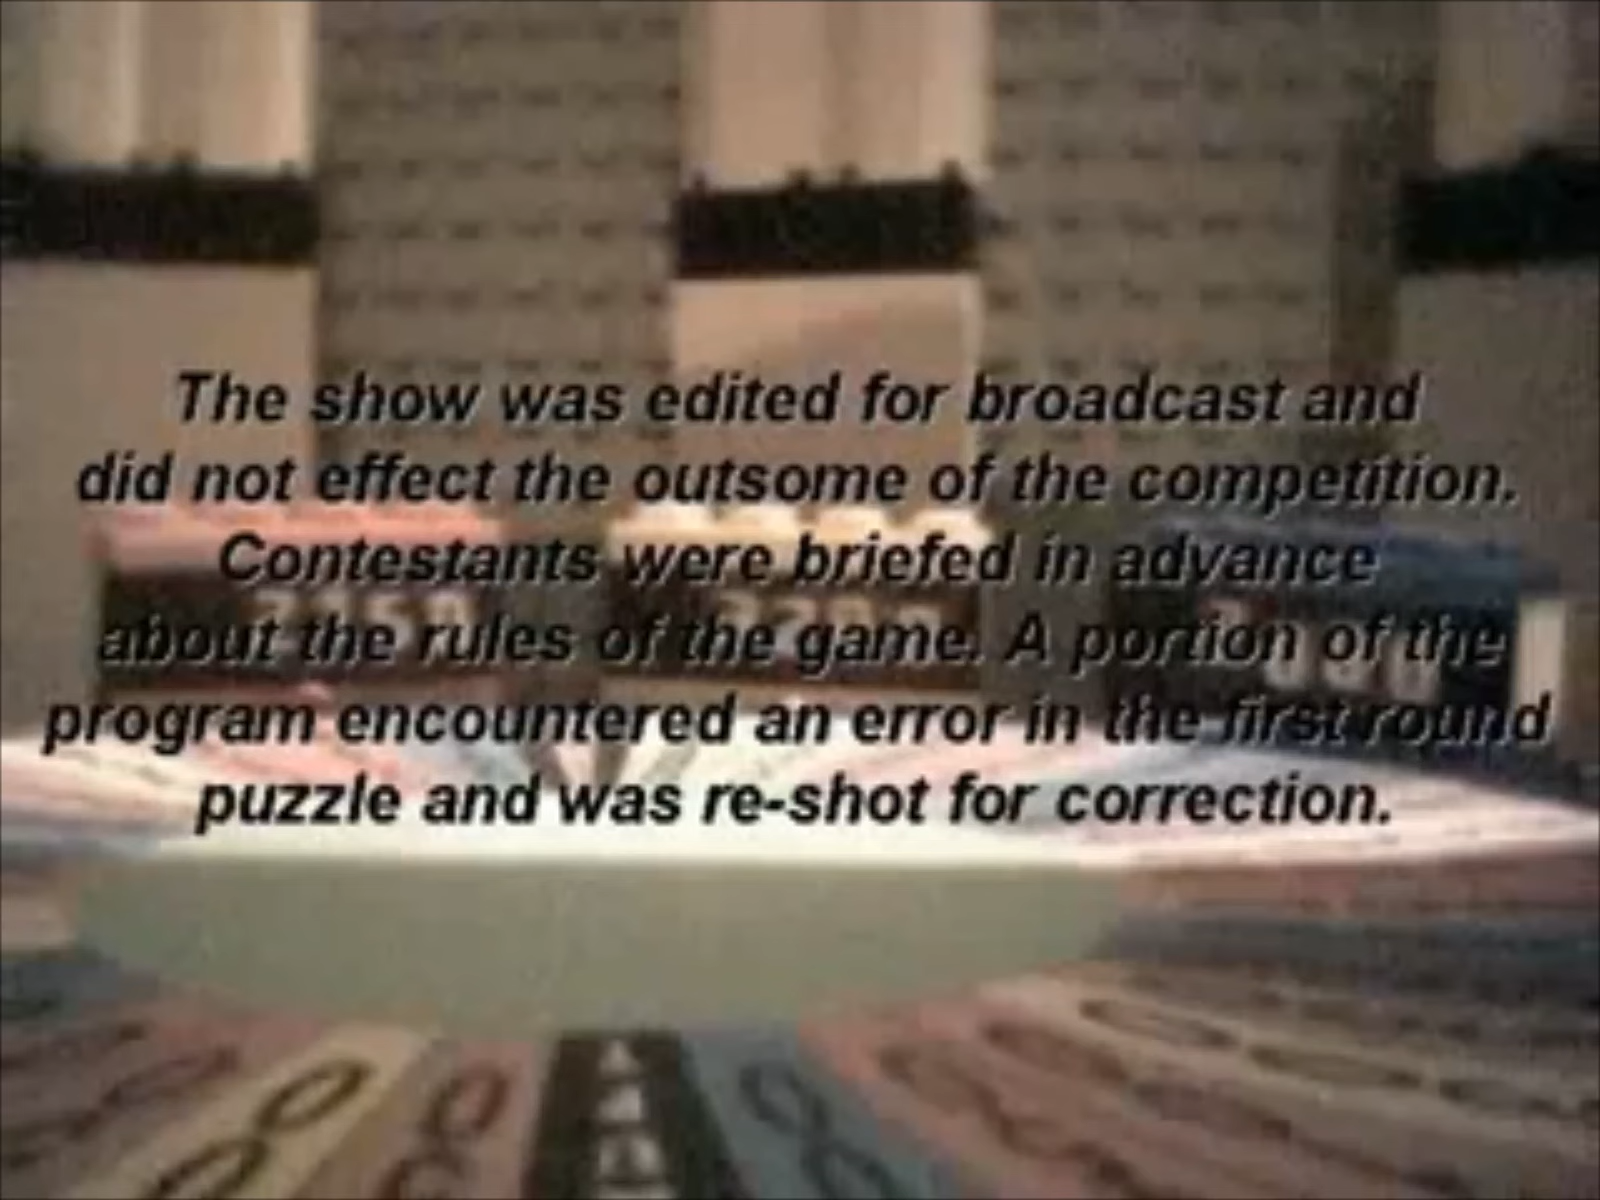 The show was edited for broadcast and
did not effect the outsome of the competition.
Contestants were briefed in advance
about the rules of the game. A portion of the
program encountered an error in the first round
puzzle and was re-shot for correction.